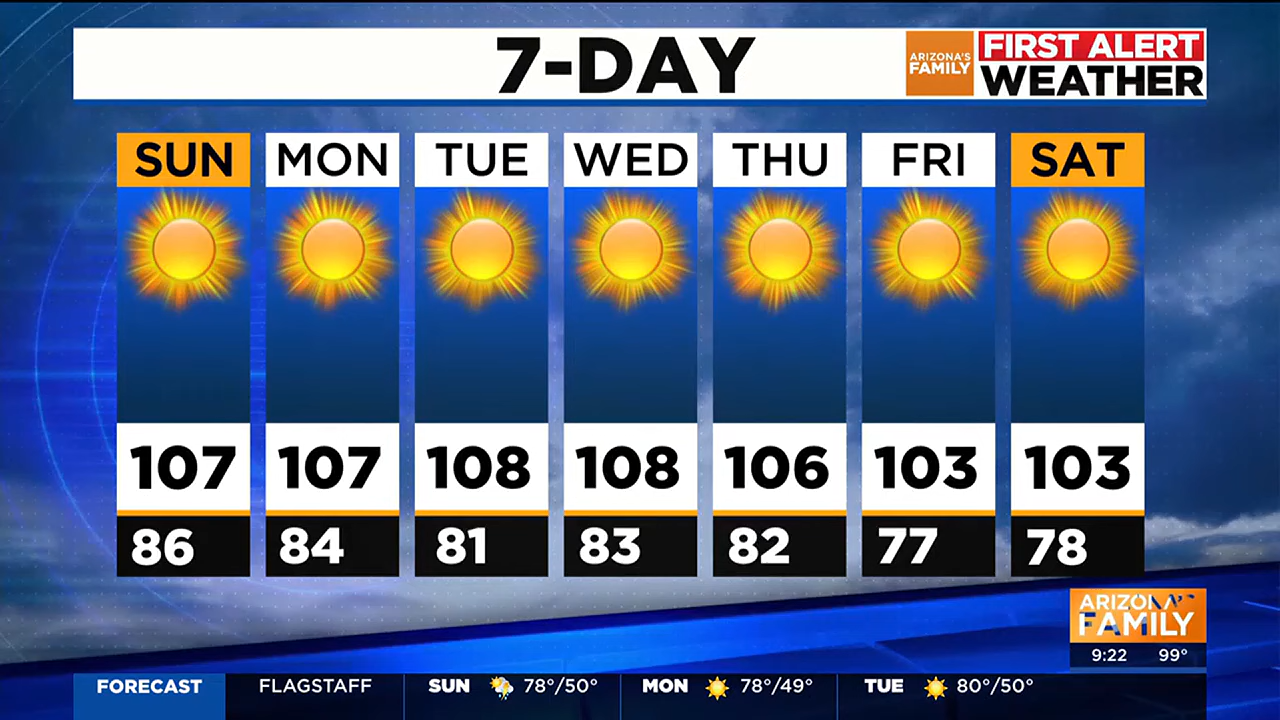 7-DAY
ARIZONA'S
FAMILY
FIRST ALERT
WEATHER
SUN MON TUE WED THU FRI SAT
107 107 108 108 106 103 103
86 84 81 83 82 77 78
ARIZONA'S
FAMILY
9:22 99°
FORECAST FLAGSTAFF SUN 78°/50° MON 78°/49° TUE 80°/50°